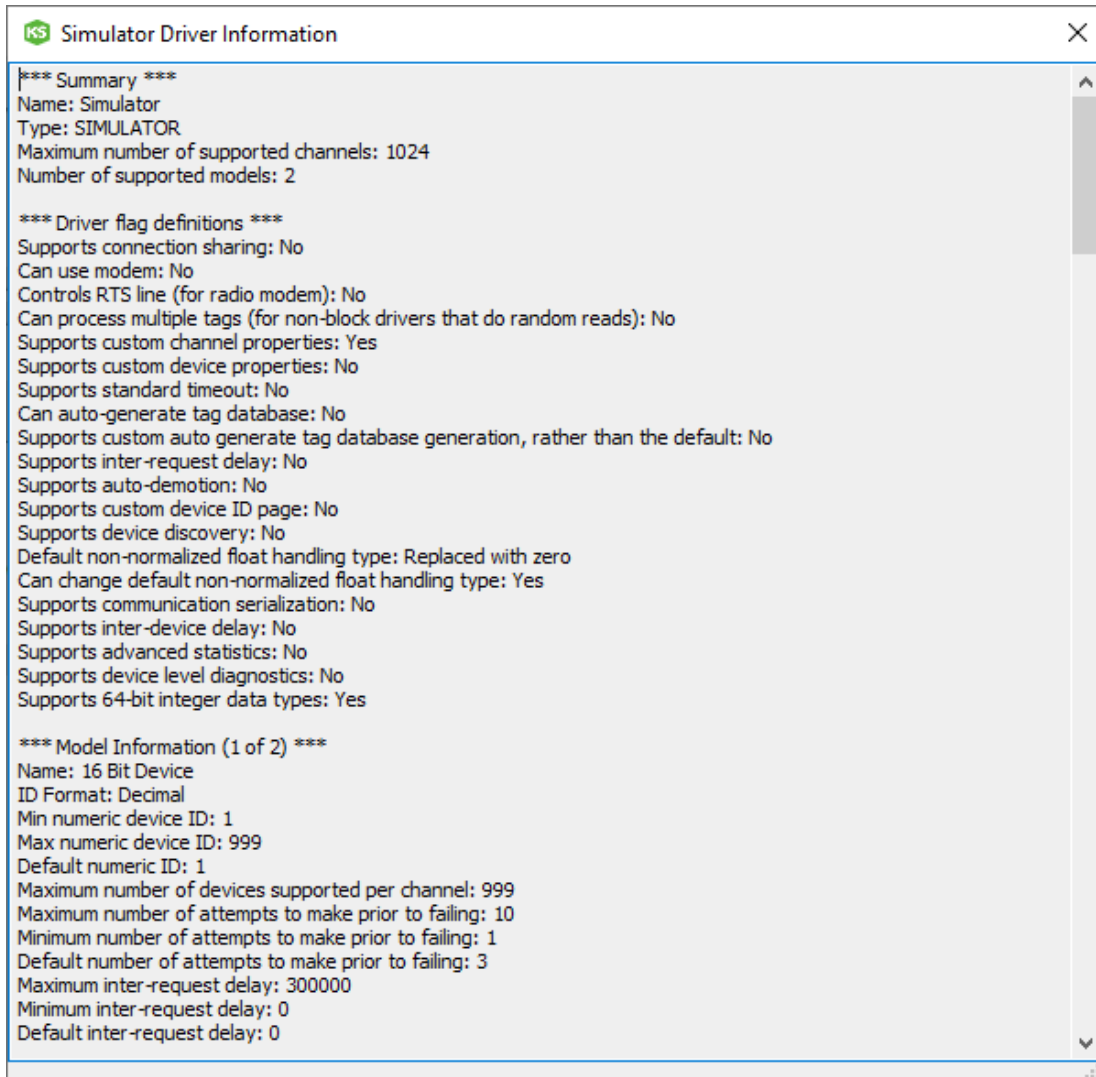 KS Simulator Driver Information
*** Summary ***
Name: Simulator
Type: SIMULATOR
Maximum number of supported channels: 1024
Number of supported models: 2
*** Driver flag definitions ***
Supports connection sharing: No
Can use modem: No
Controls RTS line (for radio modem): No
Can process multiple tags (for non-block drivers that do random reads): No
Supports custom channel properties: Yes
Supports custom device properties: No
Supports standard timeout: No
Can auto-generate tag database: No
Supports custom auto generate tag database generation, rather than the default: No
Supports inter-request delay: No
Supports auto-demotion: No
Supports custom device ID page: No
Supports device discovery: No
Default non-normalized float handling type: Replaced with zero
Can change default non-normalized float handling type: Yes
Supports communication serialization: No
Supports inter-device delay: No
Supports advanced statistics: No
Supports device level diagnostics: No
Supports 64-bit integer data types: Yes
*** Model Information (1 of 2) ***
Name: 16 Bit Device
ID Format: Decimal
Min numeric device ID: 1
Max numeric device ID: 999
Default numeric ID: 1
Maximum number of devices supported per channel: 999
Maximum number of attempts to make prior to failing: 10
Minimum number of attempts to make prior to failing: 1
Default number of attempts to make prior to failing: 3
Maximum inter-request delay: 300000
Minimum inter-request delay: 0
Default inter-request delay: 0